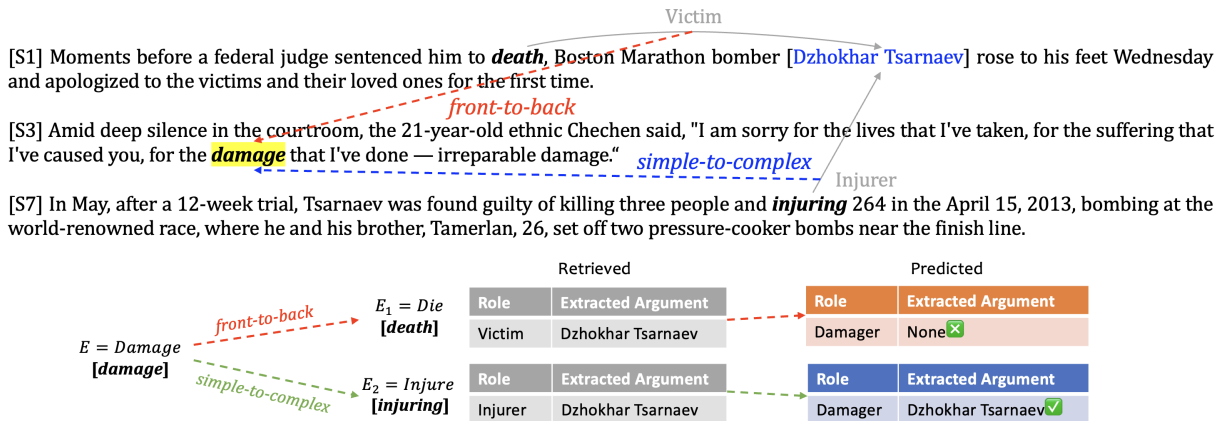 Victim
[S1] Moments before a federal judge sentenced him to death, Boston Marathon bomber [Dzhokhar Tsarnaev] rose to his feet Wednesday
and apologized to the victims and their loved ones for the first time.
front-to-back
[S3] Amid deep silence in the courtroom, the 21-year-old ethnic Chechen said, "I am sorry for the lives that I've taken, for the suffering that
I've caused you, for the damage that I've done — irreparable damage.“
simple-to-complex
Injurer
[S7] In May, after a 12-week trial, Tsarnaev was found guilty of killing three people and injuring 264 in the April 15, 2013, bombing at the
world-renowned race, where he and his brother, Tamerlan, 26, set off two pressure-cooker bombs near the finish line.
Retrieved
Predicted
front-to-back
E₁ = Die
[death]
Role Extracted Argument
Victim Dzhokhar Tsarnaev
Role Extracted Argument
Damager None
E = Damage
[damage]
simple-to-complex
E₂ = Injure
[injuring]
Role Extracted Argument
Injurer Dzhokhar Tsarnaev
Role Extracted Argument
Damager Dzhokhar Tsarnaev